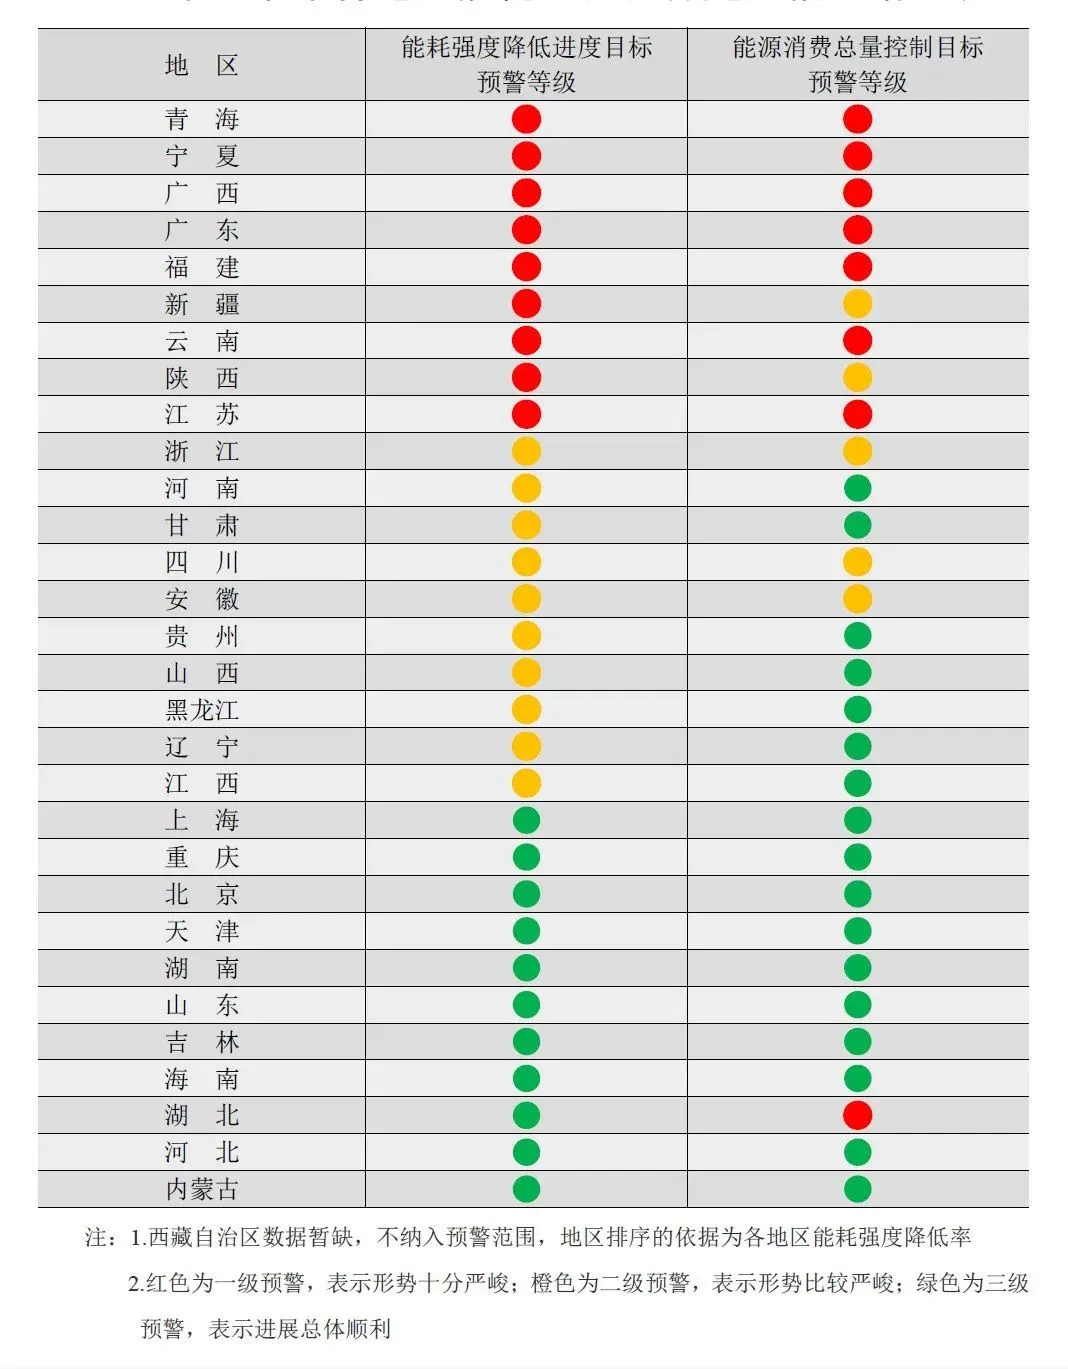 地 区 能耗强度降低进度目标预警等级 能源消费总量控制目标预警等级
青 海
宁 夏
广 西
广 东
福 建
新 疆
云 南
陕 西
江 苏
浙 江
河 南
甘 肃
四 川
安 徽
贵 州
山 西
黑龙江
辽 宁
江 西
上 海
重 庆
北 京
天 津
湖 南
山 东
吉 林
海 南
湖 北
河 北
内蒙古
注：1.西藏自治区数据暂缺，不纳入预警范围，地区排序的依据为各地区能耗强度降低率
2.红色为一级预警，表示形势十分严峻；橙色为二级预警，表示形势比较严峻；绿色为三级
预警，表示进展总体顺利